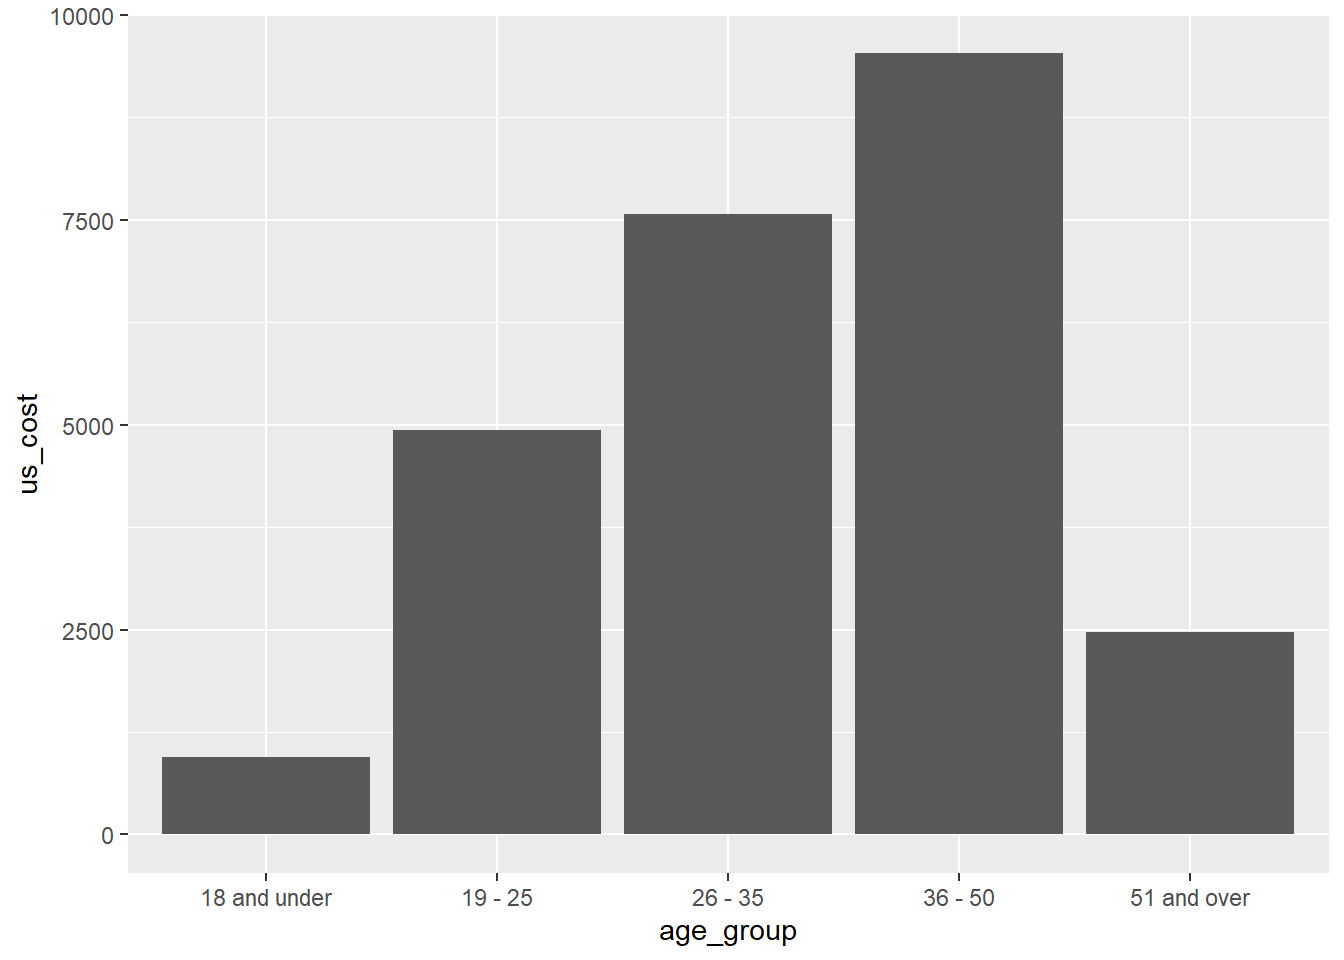 10000
7500
5000
2500
0
us_cost
18 and under
19 - 25
26 - 35
36 - 50
51 and over
age_group